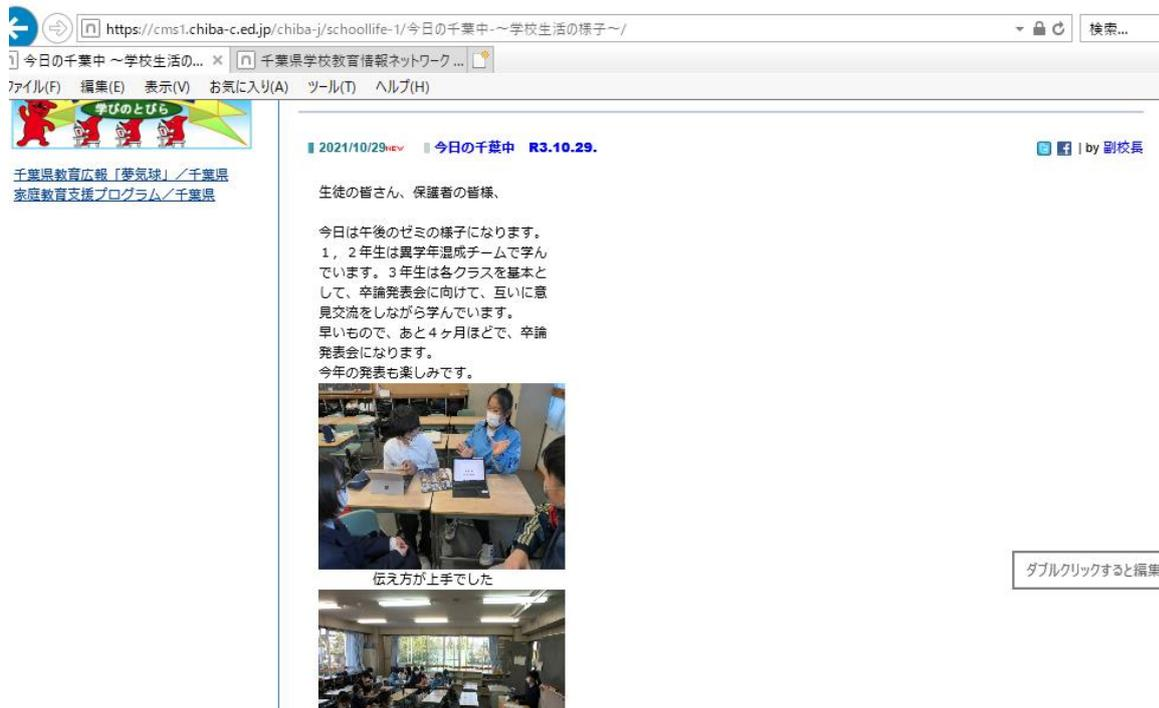 https://cms1.chiba-c.ed.jp/chiba-j/schoollife-1/今日の千葉中-～学校生活の様子～/
検索...
今日の千葉中 ～学校生活の... ×
千葉県学校教育情報ネットワーク ...
ファイル(F) 編集(E) 表示(V) お気に入り(A) ツール(T) ヘルプ(H)
学びのとびら
千葉県教育広報「夢気球」／千葉県
家庭教育支援プログラム／千葉県
2021/10/29 NEW 今日の千葉中 R3.10.29. | by 副校長
生徒の皆さん、保護者の皆様、
今日は午後のゼミの様子になります。
１，２年生は異学年混成チームで学ん
でいます。３年生は各クラスを基本と
して、卒論発表会に向けて、互いに意
見交流をしながら学んでいます。
早いもので、あと４ヶ月ほどで、卒論
発表会になります。
今年の発表も楽しみです。
伝え方が上手でした
ダブルクリックすると編集